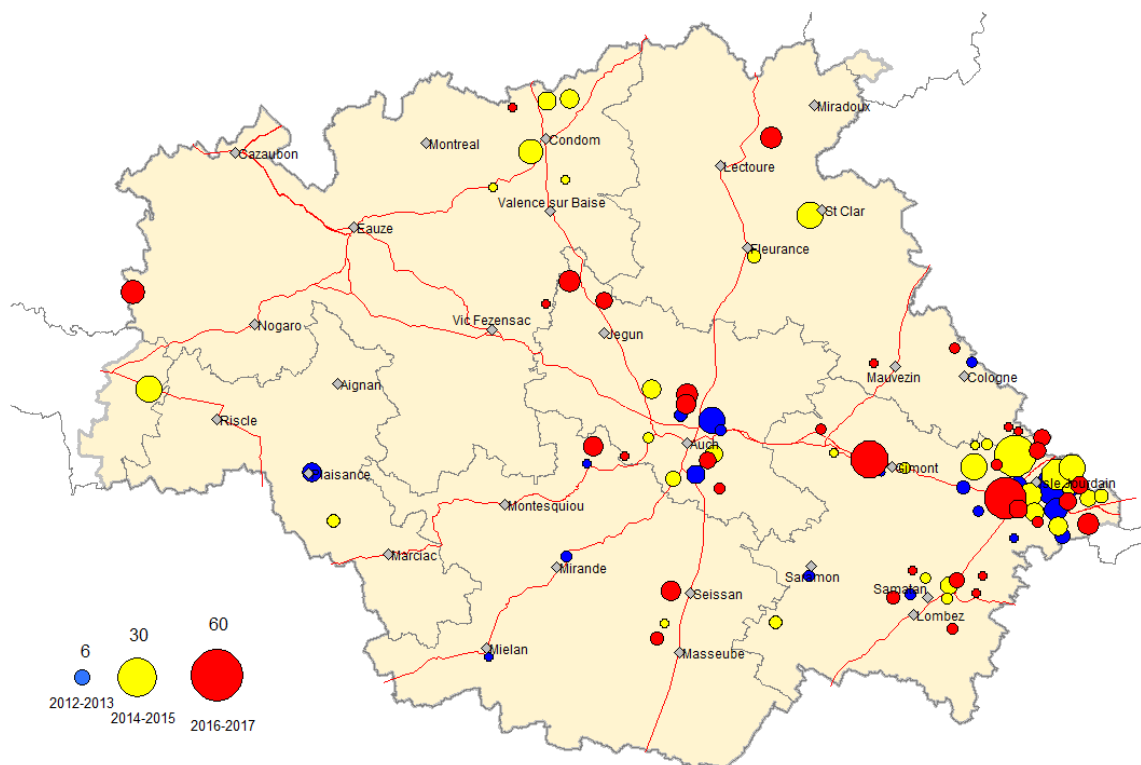 Miradoux
Montreal
Condom
Cazaubon
Lectoure
Valence sur Baise
St Clar
Eauze
Fleurance
Nogaro
Vic Fezensac
Jegun
Mauvezin
Cologne
Aignan
Riscle
Auch
Gimont
Plaisance
Isle Jourdain
Montesquiou
Marciac
Mirande
Saramon
Samatan
Seissan
Lombez
Mielan
Masseube
6 30 60
2012-2013 2014-2015 2016-2017